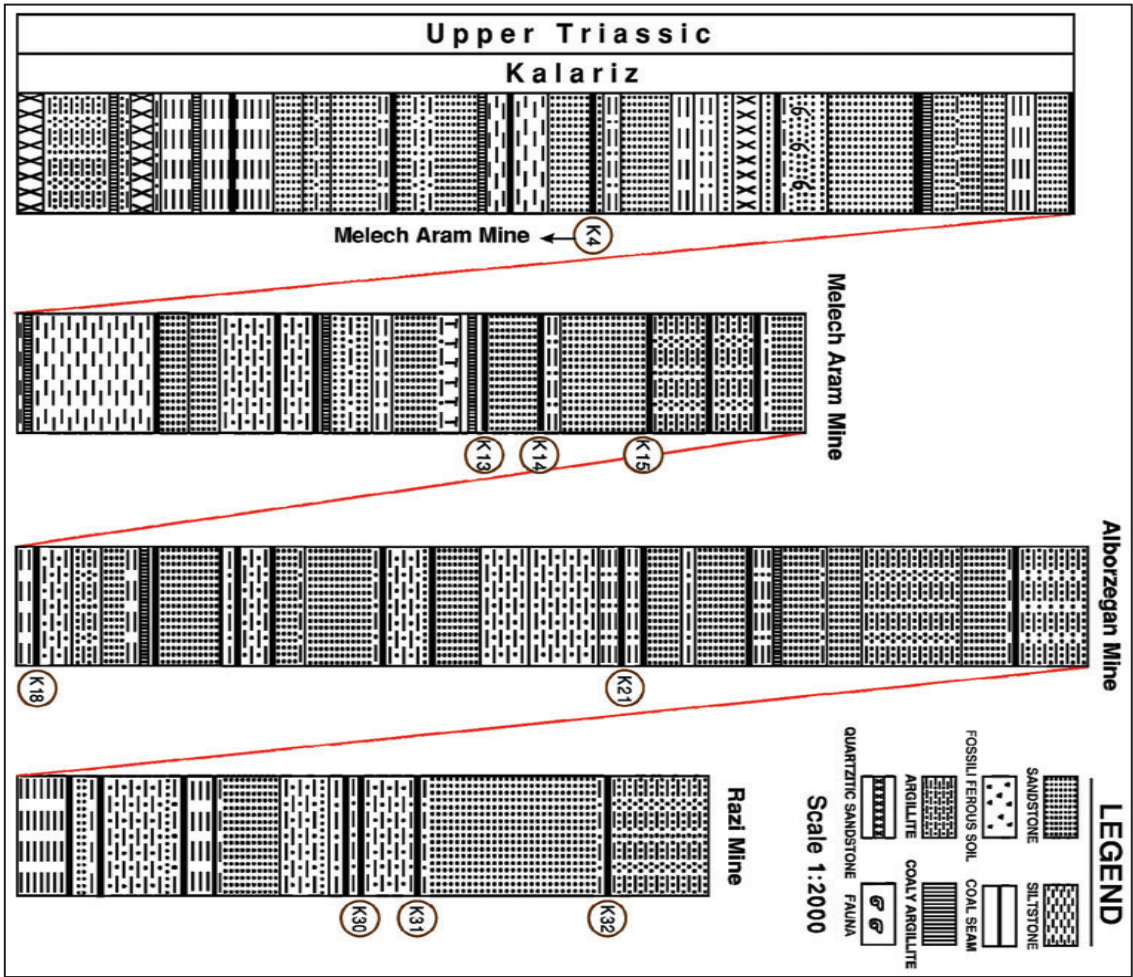 Upper Triassic
Kalariz
K4
Melech Aram Mine
Melech Aram Mine
K13
K14
K15
Alborzegan Mine
K18
K21
Razi Mine
K30
K31
K32
LEGEND
SANDSTONE
SILTSTONE
FOSSILI FEROUS SOIL
COAL SEAM
ARGILLITE
COALY ARGILLITE
QUARTZITIC SANDSTONE
FAUNA
Scale 1:2000